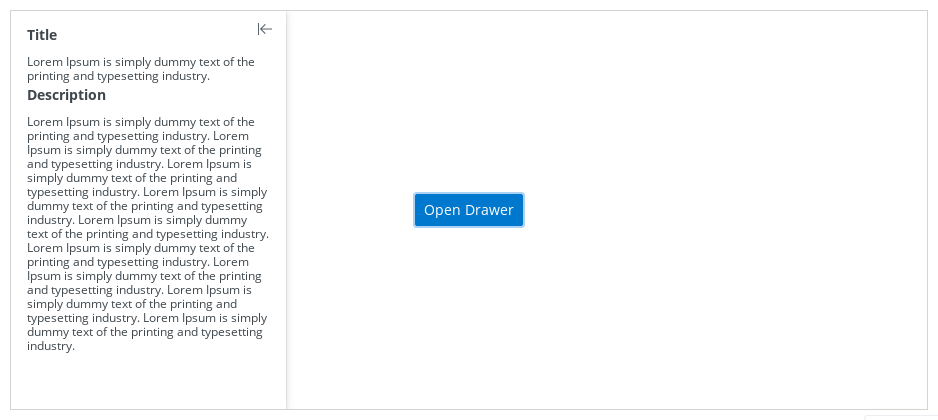 Title
Lorem Ipsum is simply dummy text of the
printing and typesetting industry.
Description
Lorem Ipsum is simply dummy text of the
printing and typesetting industry. Lorem
Ipsum is simply dummy text of the printing
and typesetting industry. Lorem Ipsum is
simply dummy text of the printing and
typesetting industry. Lorem Ipsum is simply
dummy text of the printing and typesetting
industry. Lorem Ipsum is simply dummy
text of the printing and typesetting industry.
Lorem Ipsum is simply dummy text of the
printing and typesetting industry. Lorem
Ipsum is simply dummy text of the printing
and typesetting industry. Lorem Ipsum is
simply dummy text of the printing and
typesetting industry. Lorem Ipsum is simply
dummy text of the printing and typesetting
industry.
Open Drawer